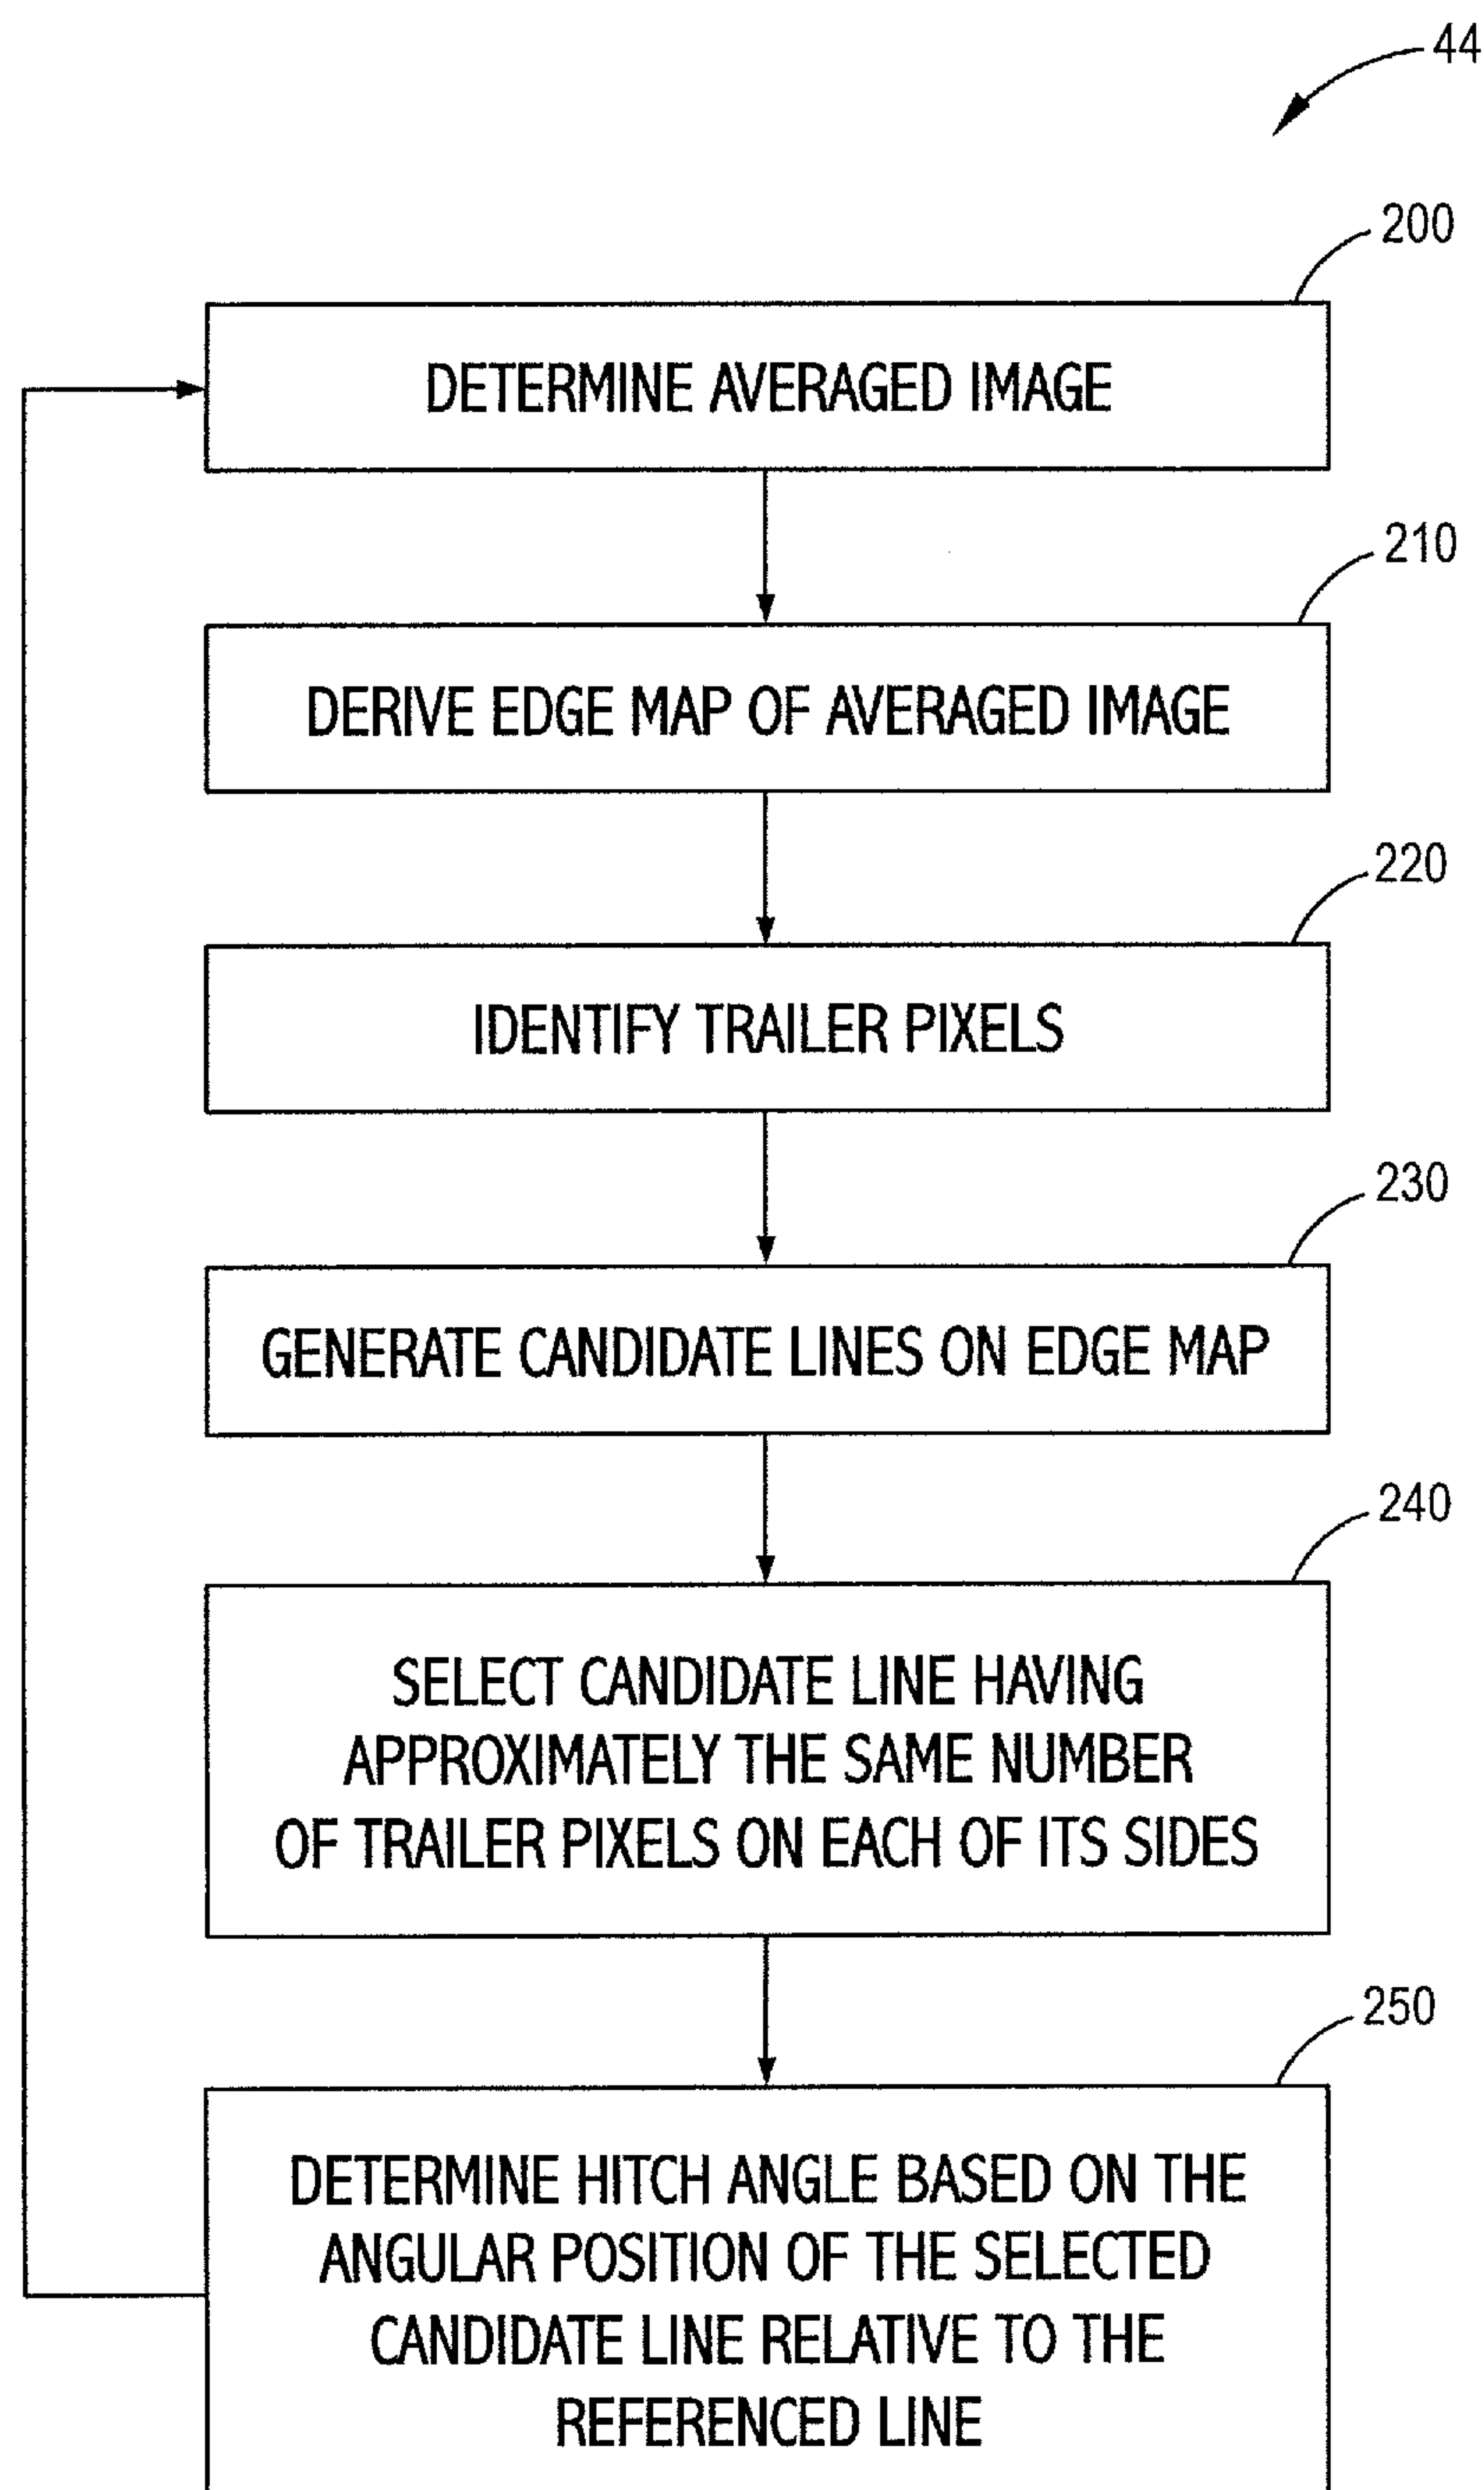 44
200
DETERMINE AVERAGED IMAGE
210
DERIVE EDGE MAP OF AVERAGED IMAGE
220
IDENTIFY TRAILER PIXELS
230
GENERATE CANDIDATE LINES ON EDGE MAP
240
SELECT CANDIDATE LINE HAVING
APPROXIMATELY THE SAME NUMBER
OF TRAILER PIXELS ON EACH OF ITS SIDES
250
DETERMINE HITCH ANGLE BASED ON THE
ANGULAR POSITION OF THE SELECTED
CANDIDATE LINE RELATIVE TO THE
REFERENCED LINE